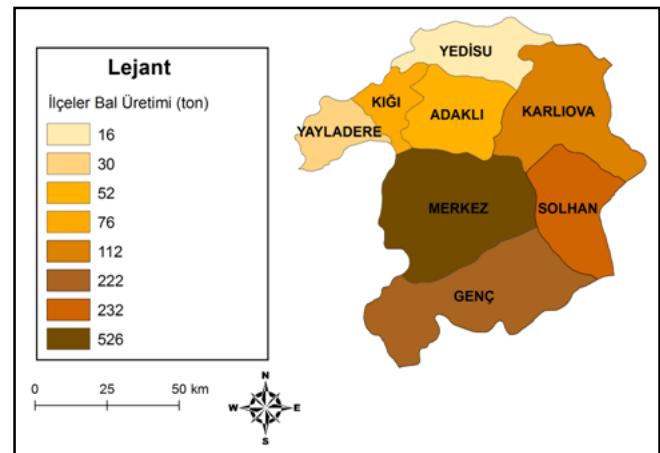 Lejant
İlçeler Bal Üretimi (ton)
16
30
52
76
112
222
232
526
0 25 50 km
N
W E
S
YEDİSU
KIĞI
ADAKLI
KARLIOVA
YAYLADERE
MERKEZ
SOLHAN
GENÇ